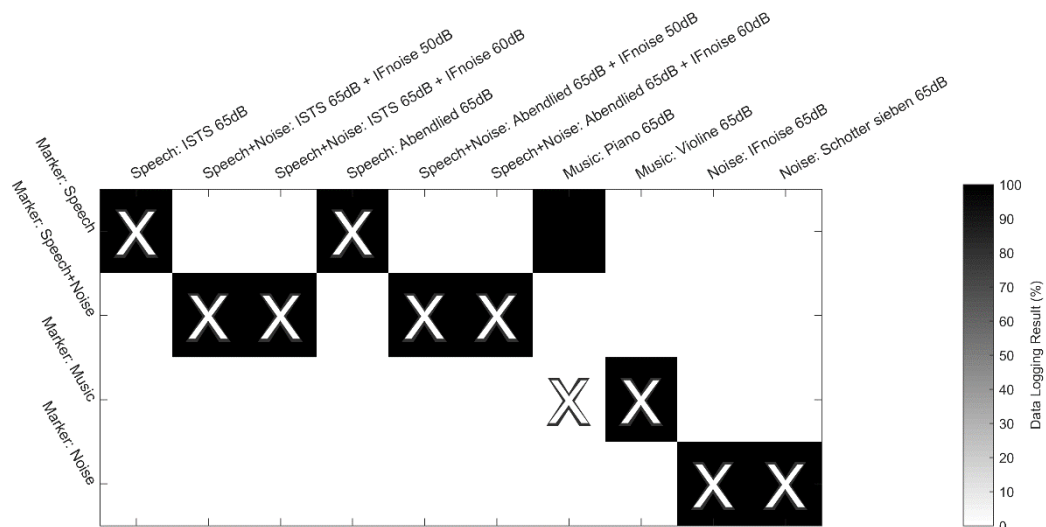 Speech: ISTS 65dB
Speech+Noise: ISTS 65dB + IFnoise 50dB
Speech+Noise: ISTS 65dB + IFnoise 60dB
Speech: Abendlied 65dB
Speech+Noise: Abendlied 65dB + IFnoise 50dB
Speech+Noise: Abendlied 65dB + IFnoise 60dB
Music: Piano 65dB
Music: Violine 65dB
Noise: IFnoise 65dB
Noise: Schotter sieben 65dB
Marker: Speech
Marker: Speech+Noise
Marker: Music
Marker: Noise
X X
X X X X
X X
X X
100
90
80
70
60
50
40
30
20
10
0
Data Logging Result (%)